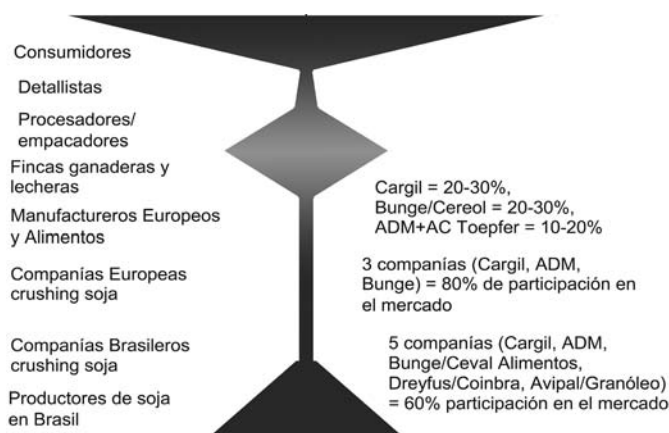 Consumidores
Detallistas
Procesadores/
empacadores
Fincas ganaderas y
lecheras
Manufactureros Europeos
y Alimentos
Cargil = 20-30%,
Bunge/Cereol = 20-30%,
ADM+AC Toepfer = 10-20%
Compañías Europeas
crushing soja
3 companías (Cargil, ADM,
Bunge) = 80% de participación en
el mercado
Compañías Brasileros
crushing soja
5 compañías (Cargil, ADM,
Bunge/Ceval Alimentos,
Dreyfus/Coinbra, Avipal/Granóleo)
= 60% participación en el mercado
Productores de soja
en Brasil